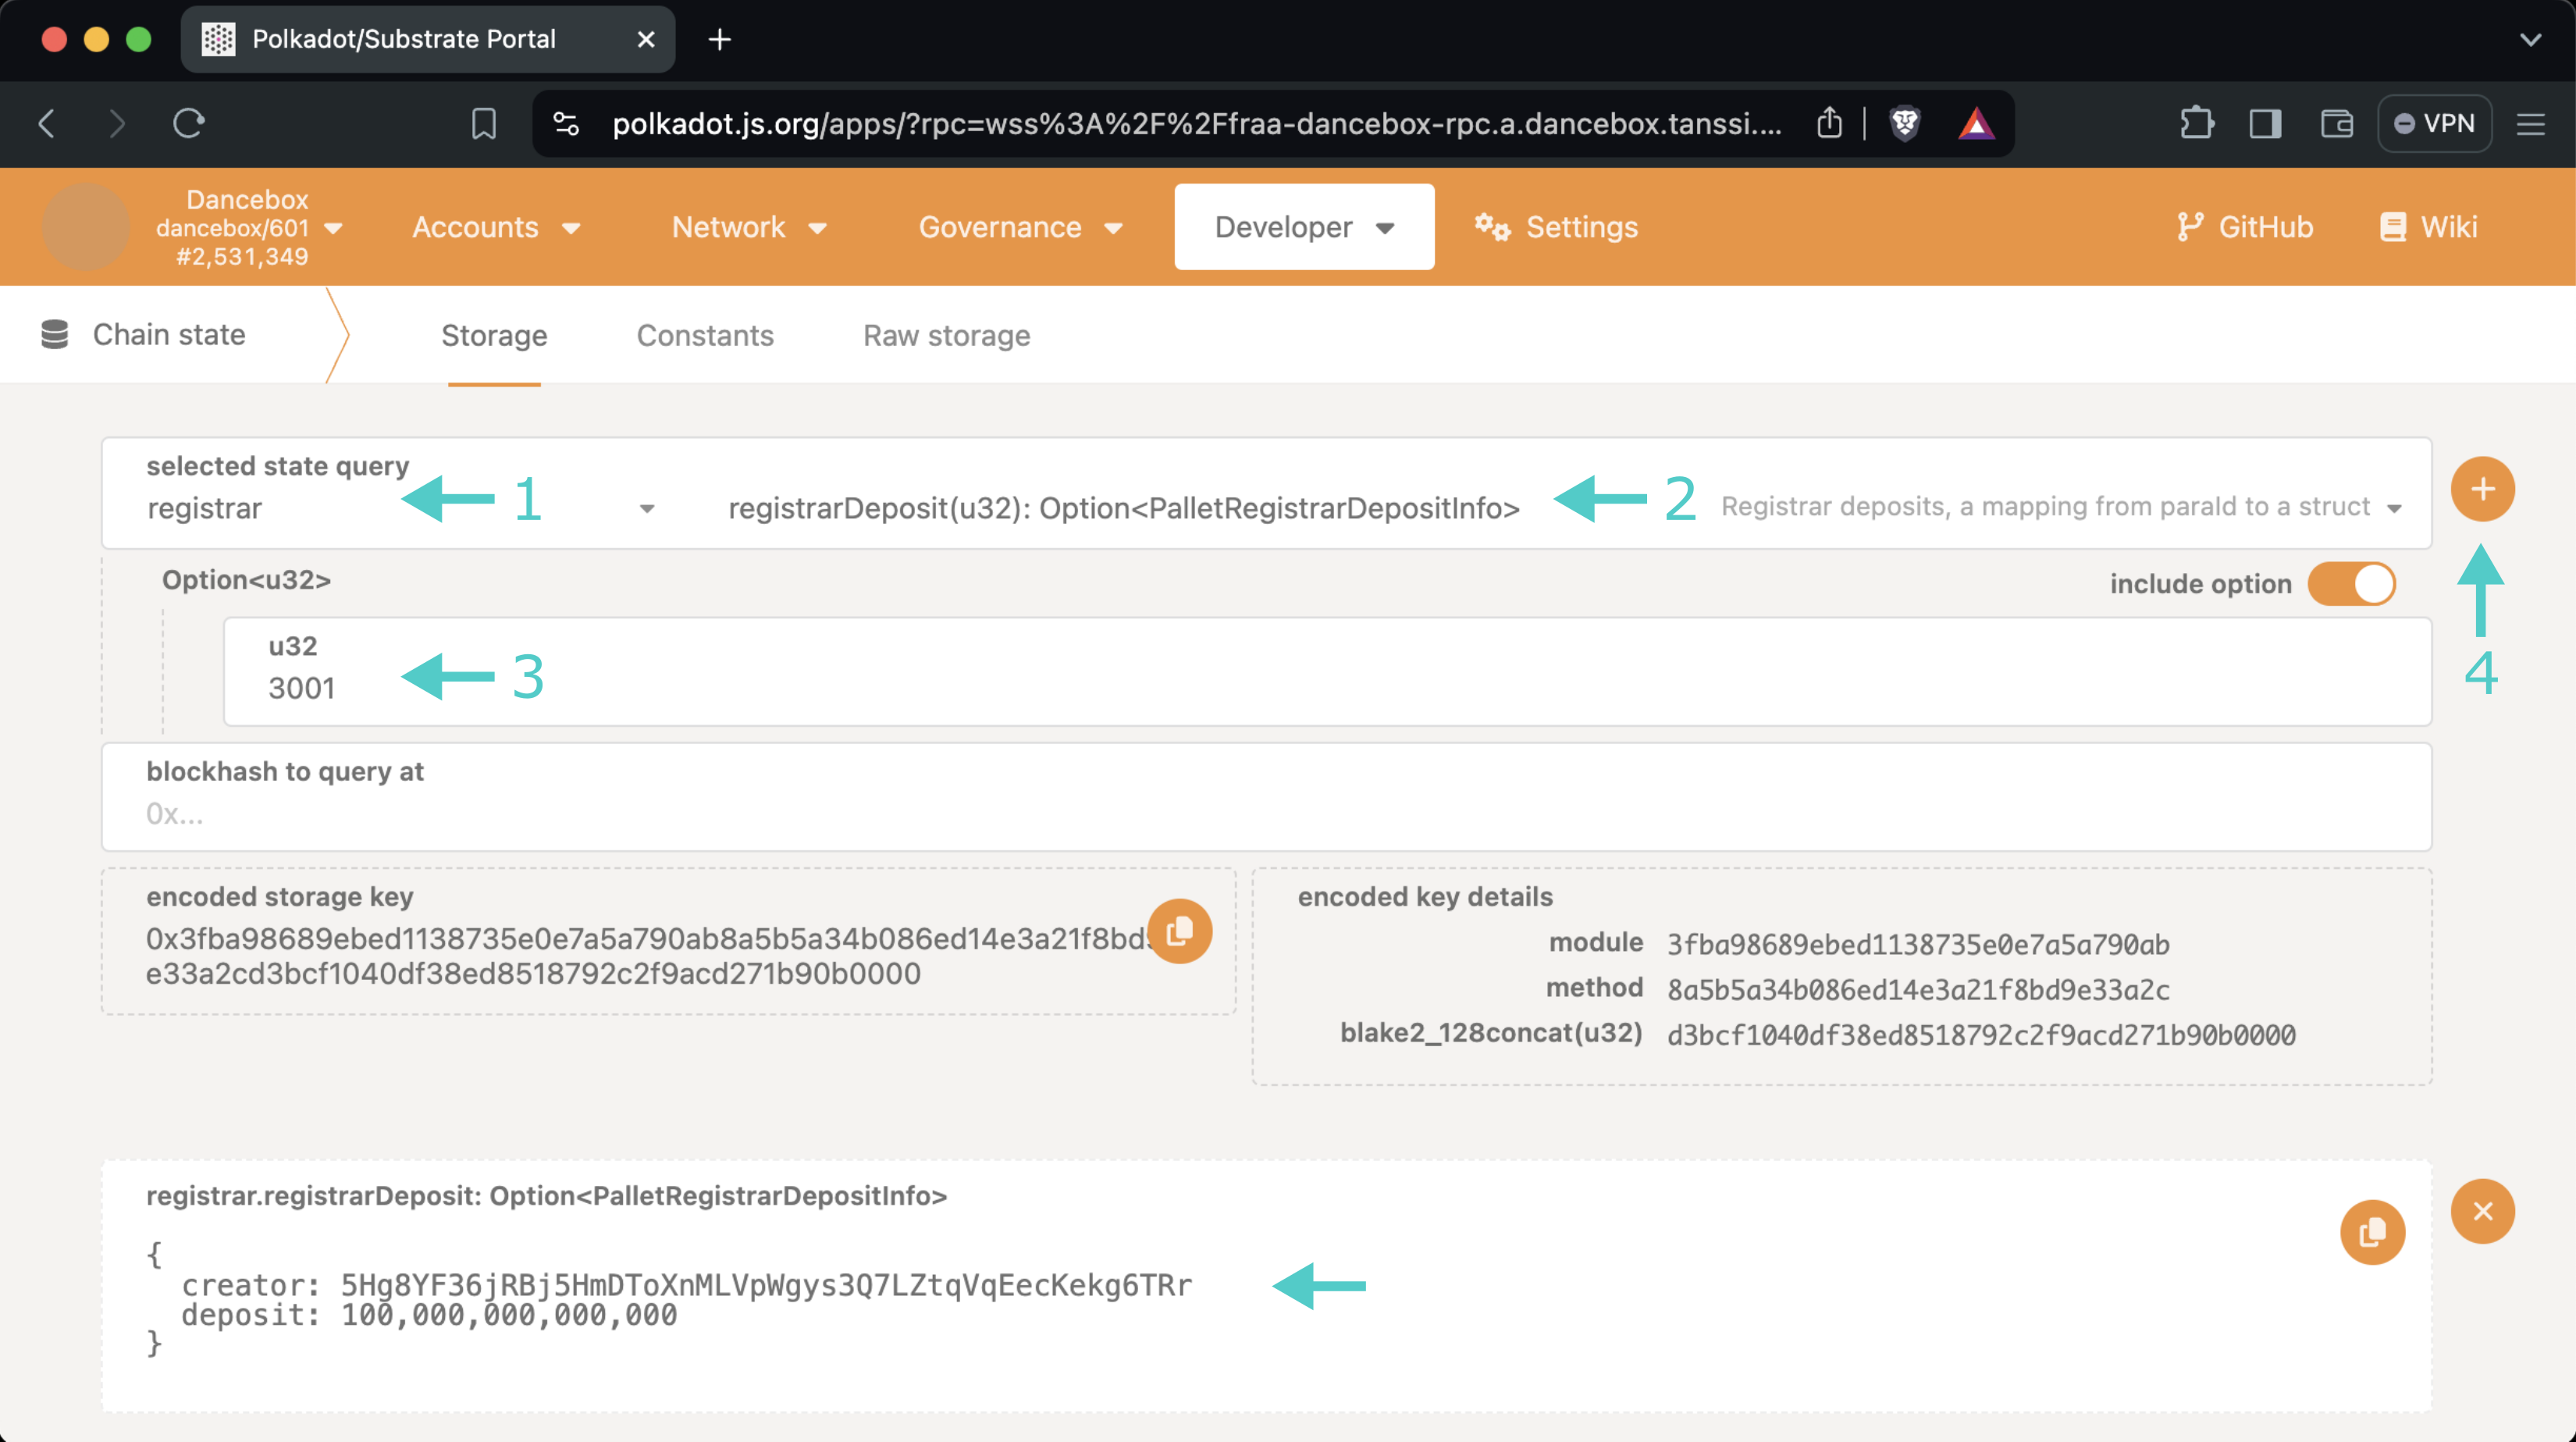 Polkadot/Substrate Portal
polkadot.js.org/apps/?rpc=wss%3A%2F%2Ffraa-dancebox-rpc.a.dancebox.tanssi....
VPN
Dancebox
dancebox/601
#2,531,349
Accounts
Network
Governance
Developer
Settings
GitHub
Wiki
Chain state
Storage
Constants
Raw storage
selected state query
registrar
1
registrarDeposit(u32): Option<PalletRegistrarDepositInfo>
2
Registrar deposits, a mapping from paraId to a struct
Option<u32>
include option
u32
3001
3
4
blockhash to query at
0x...
encoded storage key
0x3fba98689ebed1138735e0e7a5a790ab8a5b5a34b086ed14e3a21f8bd
e33a2cd3bcf1040df38ed8518792c2f9acd271b90b0000
encoded key details
module 3fba98689ebed1138735e0e7a5a790ab
method 8a5b5a34b086ed14e3a21f8bd9e33a2c
blake2_128concat(u32) d3bcf1040df38ed8518792c2f9acd271b90b0000
registrar.registrarDeposit: Option<PalletRegistrarDepositInfo>
{
creator: 5Hg8YF36jRBj5HmDToXnMLVpWgys3Q7LZtqVqEecKekg6TRr
deposit: 100,000,000,000,000
}